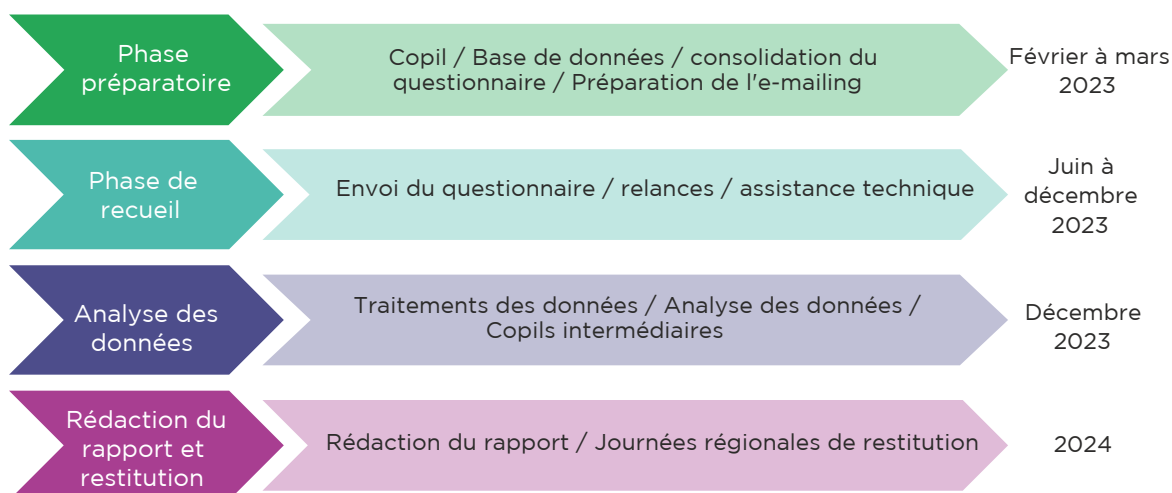 Phase
préparatoire
Copil / Base de données / consolidation du
questionnaire / Préparation de l'e-mailing
Février à mars
2023
Phase de
recueil
Envoi du questionnaire / relances / assistance technique
Juin à
décembre
2023
Analyse des
données
Traitements des données / Analyse des données /
Copils intermédiaires
Décembre
2023
Rédaction du
rapport et
restitution
Rédaction du rapport / Journées régionales de restitution
2024